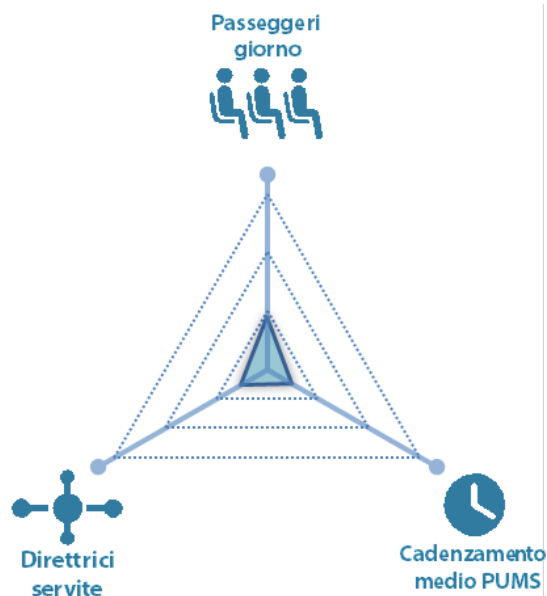 Passeggeri
giorno
Direttrici
servite
Cadenzamento
medio PUMS